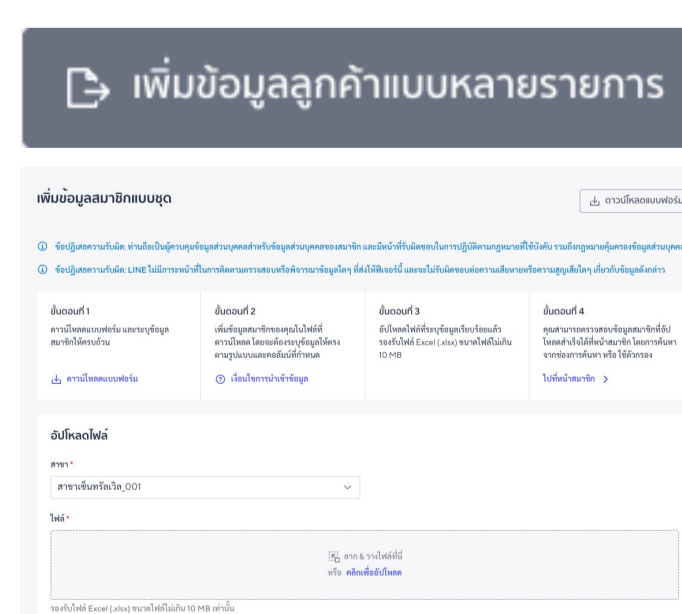 เพิ่มข้อมูลลูกค้าแบบหลายรายการ
เพิ่มข้อมูลสมาชิกแบบชุด
ดาวน์โหลดแบบฟอร์ม
ข้อปฏิเสธความรับผิด: ท่านถือเป็นผู้ควบคุมข้อมูลส่วนบุคคลสำหรับข้อมูลส่วนบุคคลของสมาชิก และมีหน้าที่รับผิดชอบในการปฏิบัติตามกฎหมายที่ใช้บังคับ รวมถึงกฎหมายคุ้มครองข้อมูลส่วนบุคค
ข้อปฏิเสธความรับผิด: LINE ไม่มีภาระหน้าที่ในการติดตามตรวจสอบหรือพิจารณาข้อมูลใดๆ ที่ส่งให้ฟีเจอร์นี้ และจะไม่รับผิดชอบต่อความเสียหายหรือความสูญเสียใดๆ เกี่ยวกับข้อมูลดังกล่าว
ขั้นตอนที่ 1
ดาวน์โหลดแบบฟอร์ม และระบุข้อมูล
สมาชิกให้ครบถ้วน
ดาวน์โหลดแบบฟอร์ม
ขั้นตอนที่ 2
เพิ่มข้อมูลสมาชิกของคุณในไฟล์ที่
ดาวน์โหลด โดยจะต้องระบุข้อมูลให้ตรง
ตามรูปแบบและคอลัมน์ที่กำหนด
เงื่อนไขการนำเข้าข้อมูล
ขั้นตอนที่ 3
อัปโหลดไฟล์ที่ระบุข้อมูลเรียบร้อยแล้ว
รองรับไฟล์ Excel (.xlsx) ขนาดไฟล์ไม่เกิน
10 MB
ขั้นตอนที่ 4
คุณสามารถตรวจสอบข้อมูลสมาชิกที่อัป
โหลดสำเร็จได้ที่หน้าสมาชิก โดยการค้นหา
จากช่องการค้นหา หรือ ใช้ตัวกรอง
ไปที่หน้าสมาชิก
อัปโหลดไฟล์
สาขา *
สาขาเซ็นทรัลเวิล_001
ไฟล์ *
ลาก & วางไฟล์ที่นี่
หรือ คลิกเพื่ออัปโหลด
รองรับไฟล์ Excel (.xlsx) ขนาดไฟล์ไม่เกิน 10 MB เท่านั้น